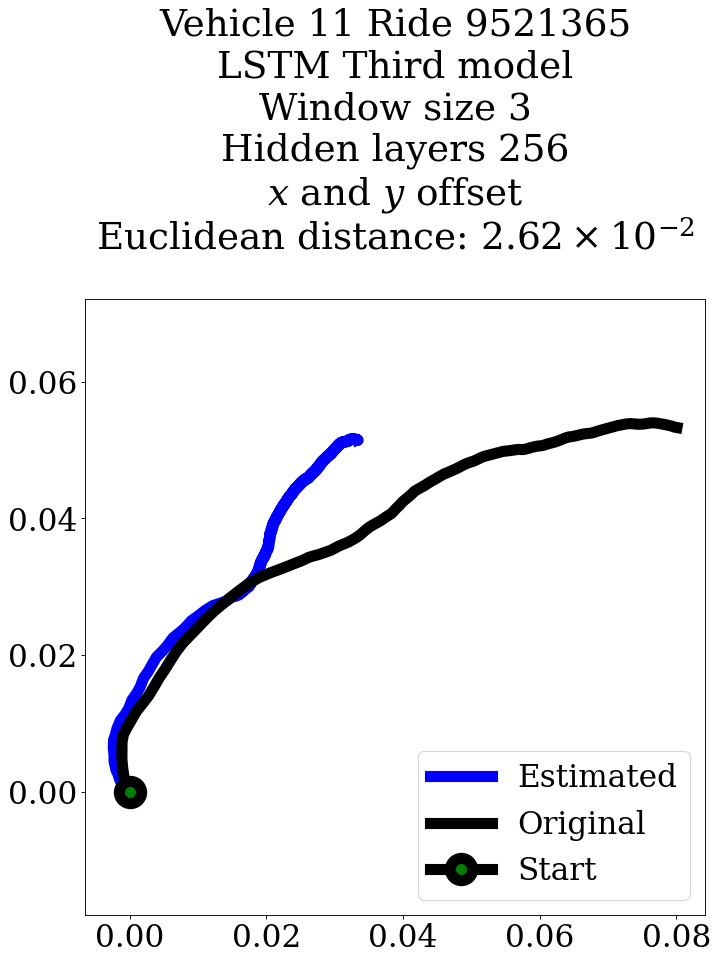 Vehicle 11 Ride 9521365
LSTM Third model
Window size 3
Hidden layers 256
x and y offset
Euclidean distance: 2.62 × 10⁻²
0.06
0.04
0.02
0.00
Estimated
Original
Start
0.00 0.02 0.04 0.06 0.08